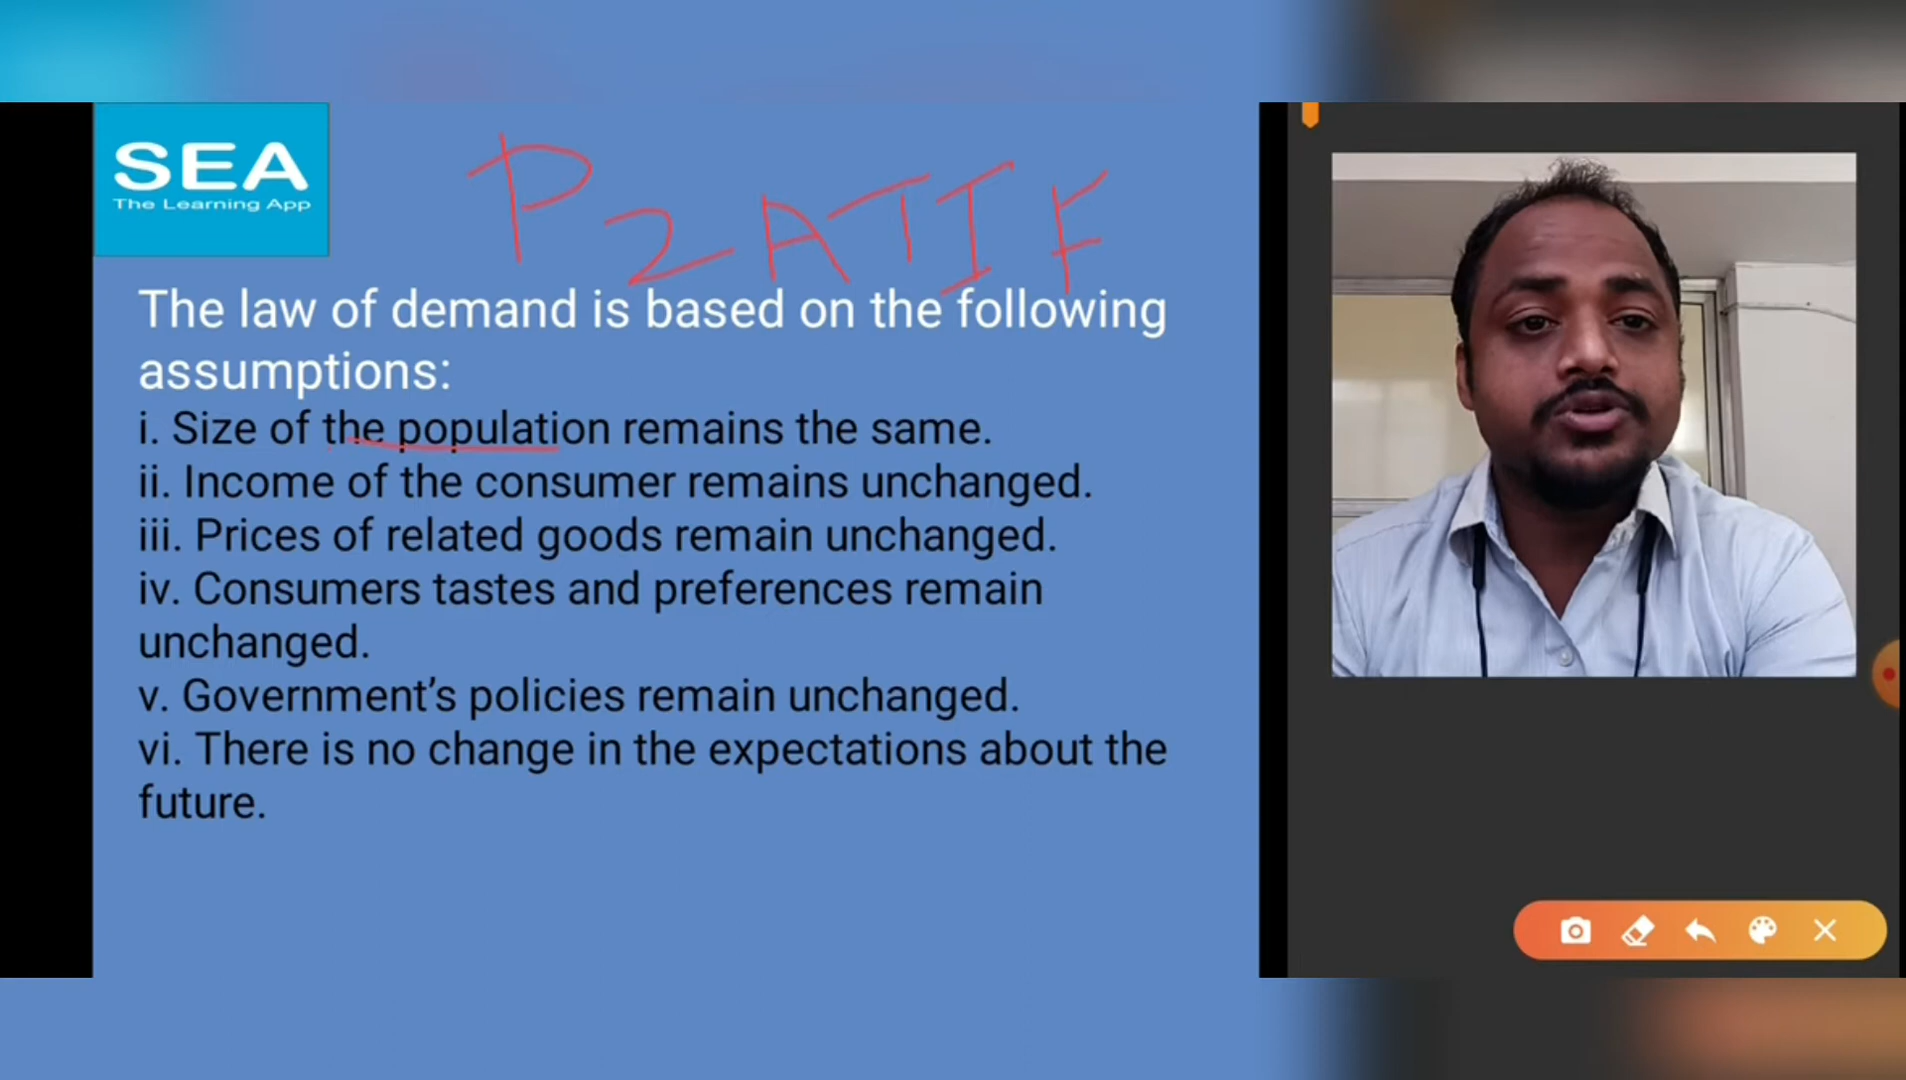 SEA
The Learning App
P2ATIF
The law of demand is based on the following
assumptions:
i. Size of the population remains the same.
ii. Income of the consumer remains unchanged.
iii. Prices of related goods remain unchanged.
iv. Consumers tastes and preferences remain
unchanged.
v. Government's policies remain unchanged.
vi. There is no change in the expectations about the
future.